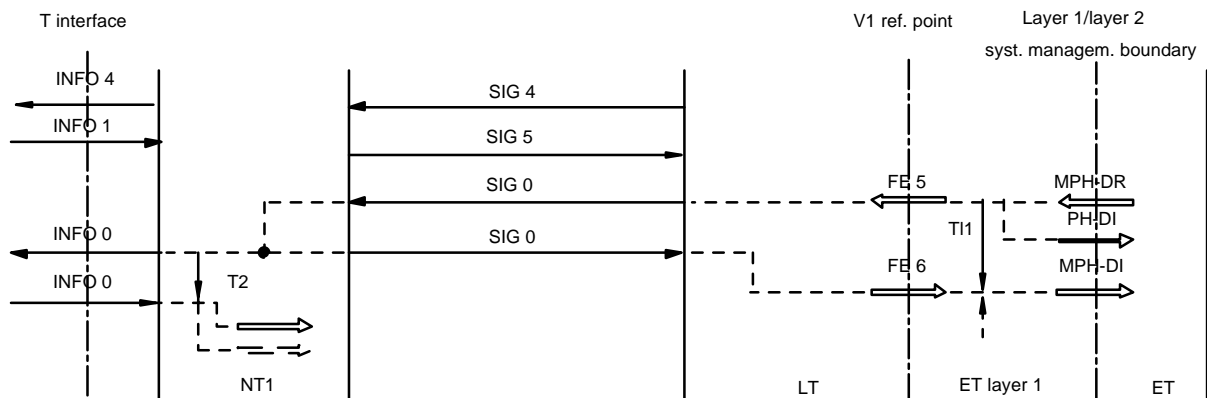 T interface
V1 ref. point
Layer 1/layer 2
syst. managem. boundary
INFO 4
SIG 4
INFO 1
SIG 5
SIG 0
FE 5
MPH-DR
PH-DI
INFO 0
SIG 0
TI1
INFO 0
T2
FE 6
MPH-DI
NT1
LT
ET layer 1
ET